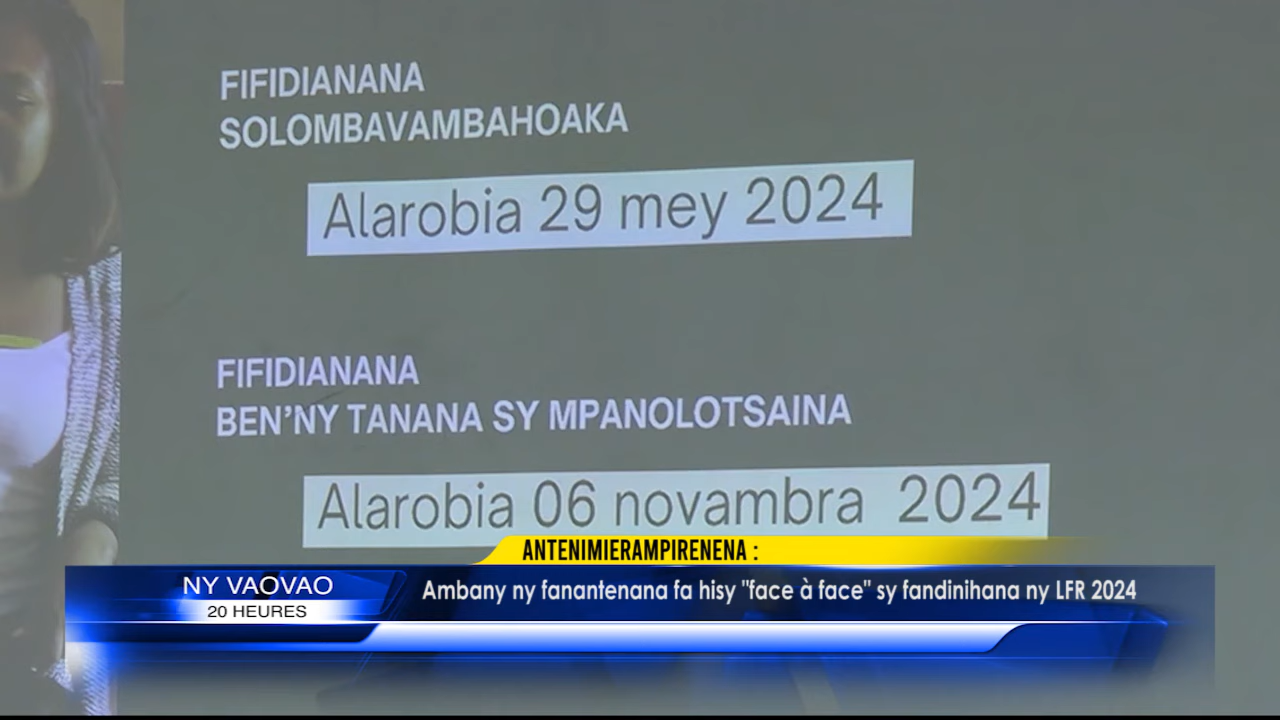 FIFIDIANANA
SOLOMBAVAMBAHOAKA
Alarobia 29 mey 2024
FIFIDIANANA
BEN'NY TANANA SY MPANOLOTSAINA
Alarobia 06 novambra 2024
ANTENIMIERAMPIRENENA :
NY VAOVAO
20 HEURES
Ambany ny fanantenana fa hisy "face à face" sy fandinihana ny LFR 2024